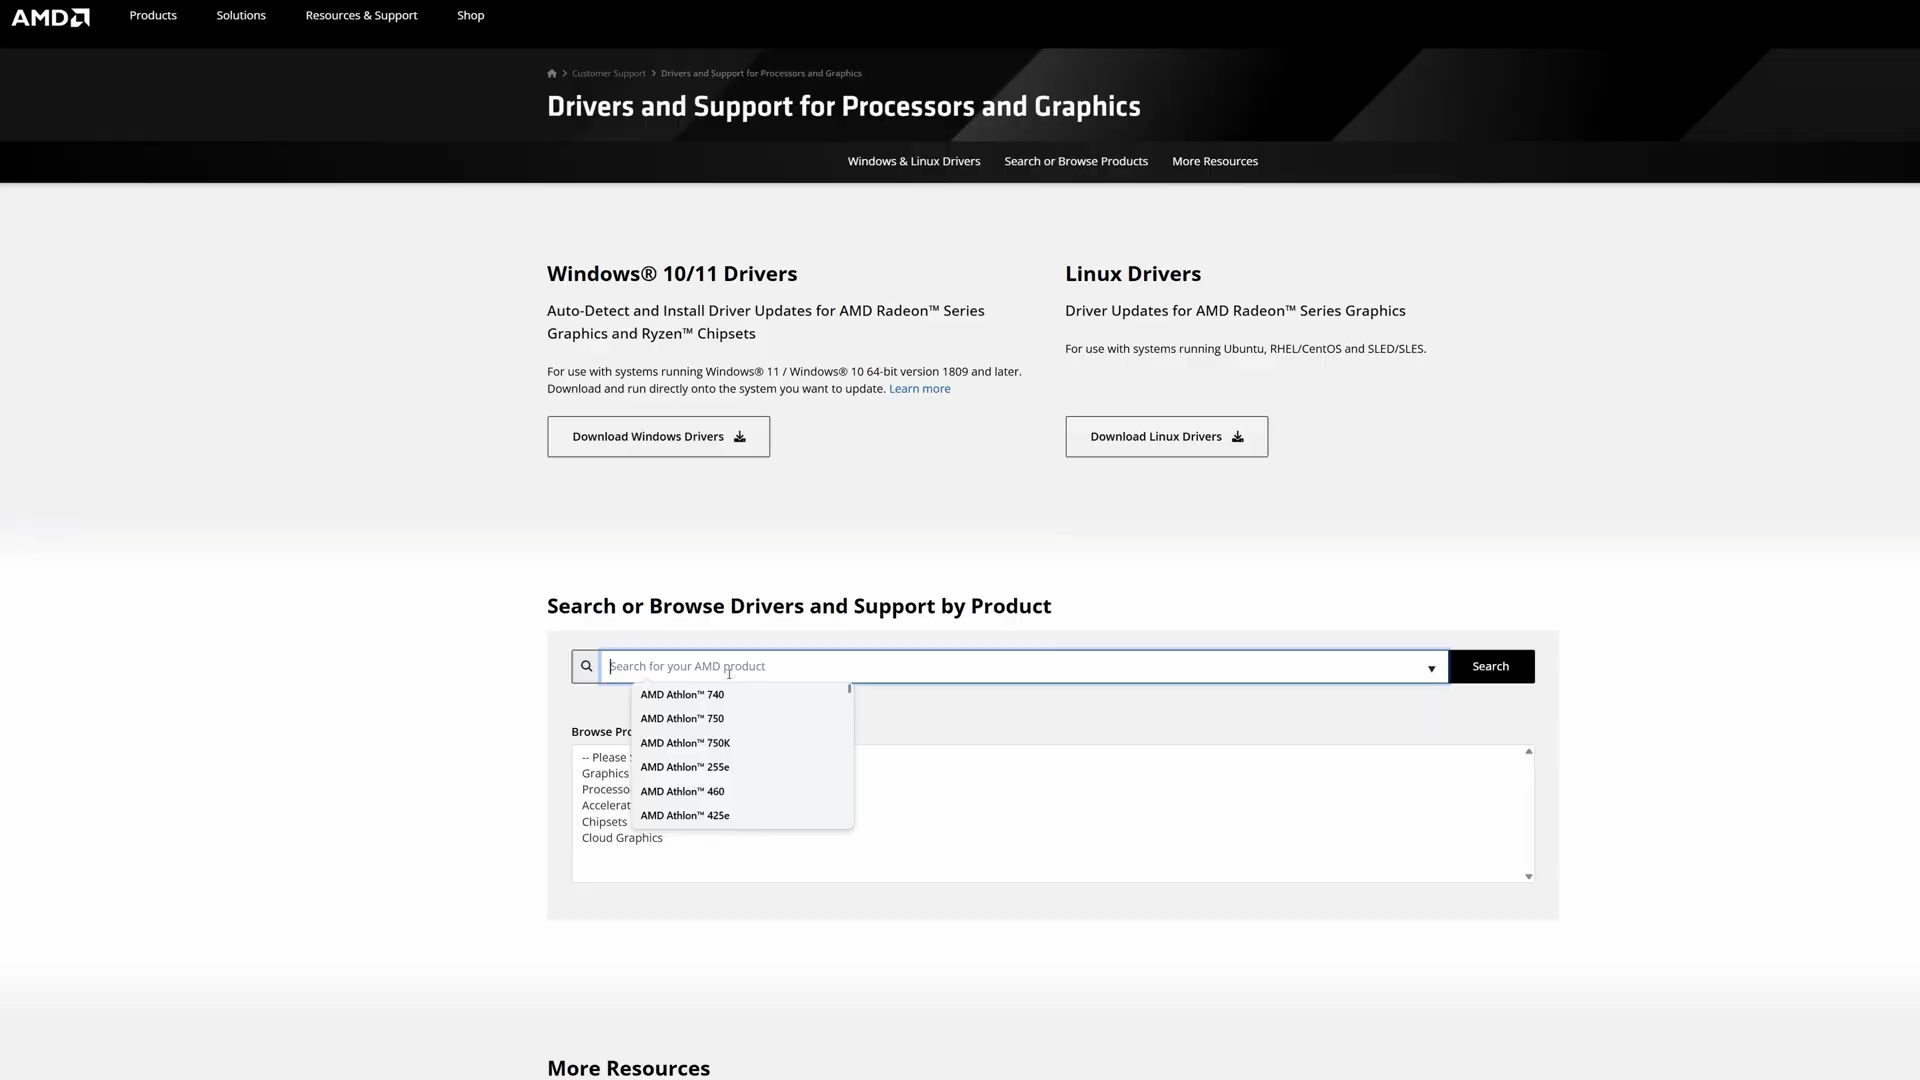 AMD
Products
Solutions
Resources & Support
Shop
Customer Support
Drivers and Support for Processors and Graphics
Drivers and Support for Processors and Graphics
Windows & Linux Drivers
Search or Browse Products
More Resources
Windows® 10/11 Drivers
Auto-Detect and Install Driver Updates for AMD Radeon™ Series
Graphics and Ryzen™ Chipsets
For use with systems running Windows® 11 / Windows® 10 64-bit version 1809 and later.
Download and run directly onto the system you want to update. Learn more
Download Windows Drivers
Linux Drivers
Driver Updates for AMD Radeon™ Series Graphics
For use with systems running Ubuntu, RHEL/CentOS and SLED/SLES.
Download Linux Drivers
Search or Browse Drivers and Support by Product
Search for your AMD product
Search
AMD Athlon™ 740
AMD Athlon™ 750
AMD Athlon™ 750K
AMD Athlon™ 255e
AMD Athlon™ 460
AMD Athlon™ 425e
Browse Pro
-- Please
Graphics
Processo
Accelerat
Chipsets
Cloud Graphics
More Resources